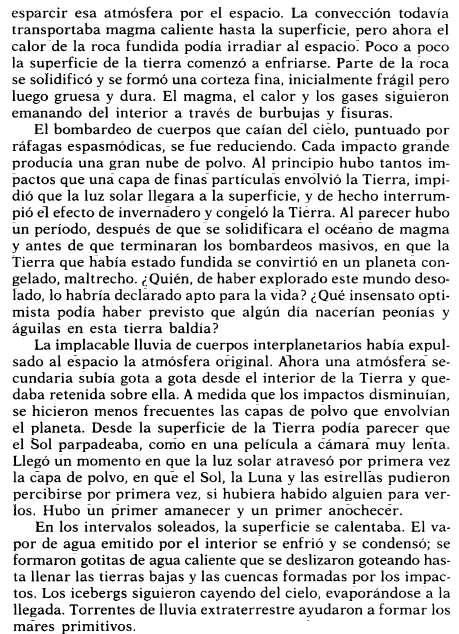 esparcir esa atmósfera por el espacio. La convección todavía
transportaba magma caliente hasta la superficie, pero ahora el
calor de la roca fundida podía irradiar al espacio. Poco a poco
la superficie de la tierra comenzó a enfriarse. Parte de la roca
se solidificó y se formó una corteza fina, inicialmente frágil pero
luego gruesa y dura. El magma, el calor y los gases siguieron
emanando del interior a través de burbujas y fisuras.
El bombardeo de cuerpos que caían del cielo, puntuado por
ráfagas espasmódicas, se fue reduciendo. Cada impacto grande
producía una gran nube de polvo. Al principio hubo tantos im-
pactos que una capa de finas partículas envolvió la Tierra, impi-
dió que la luz solar llegara a la superficie, y de hecho interrum-
pió el efecto de invernadero y congeló la Tierra. Al parecer hubo
un período, después de que se solidificara el océano de magma
y antes de que terminaran los bombardeos masivos, en que la
Tierra que había estado fundida se convirtió en un planeta con-
gelado, maltrecho. ¿Quién, de haber explorado este mundo deso-
lado, lo habría declarado apto para la vida? ¿Qué insensato opti-
mista podía haber previsto que algún día nacerían peonías y
águilas en esta tierra baldía?
La implacable lluvia de cuerpos interplanetarios había expul-
sado al espacio la atmósfera original. Ahora una atmósfera se-
cundaria subía gota a gota desde el interior de la Tierra y que-
daba retenida sobre ella. A medida que los impactos disminuían,
se hicieron menos frecuentes las capas de polvo que envolvían
el planeta. Desde la superficie de la Tierra podía parecer que
el Sol parpadeaba, como en una película a cámara muy lenta.
Llegó un momento en que la luz solar atravesó por primera vez
la capa de polvo, en que el Sol, la Luna y las estrellas pudieron
percibirse por primera vez, si hubiera habido alguien para ver-
los. Hubo un primer amanecer y un primer anochecer.
En los intervalos soleados, la superficie se calentaba. El va-
por de agua emitido por el interior se enfrió y se condensó; se
formaron gotitas de agua caliente que se deslizaron goteando has-
ta llenar las tierras bajas y las cuencas formadas por los impac-
tos. Los icebergs siguieron cayendo del cielo, evaporándose a la
llegada. Torrentes de lluvia extraterrestre ayudaron a formar los
mares primitivos.